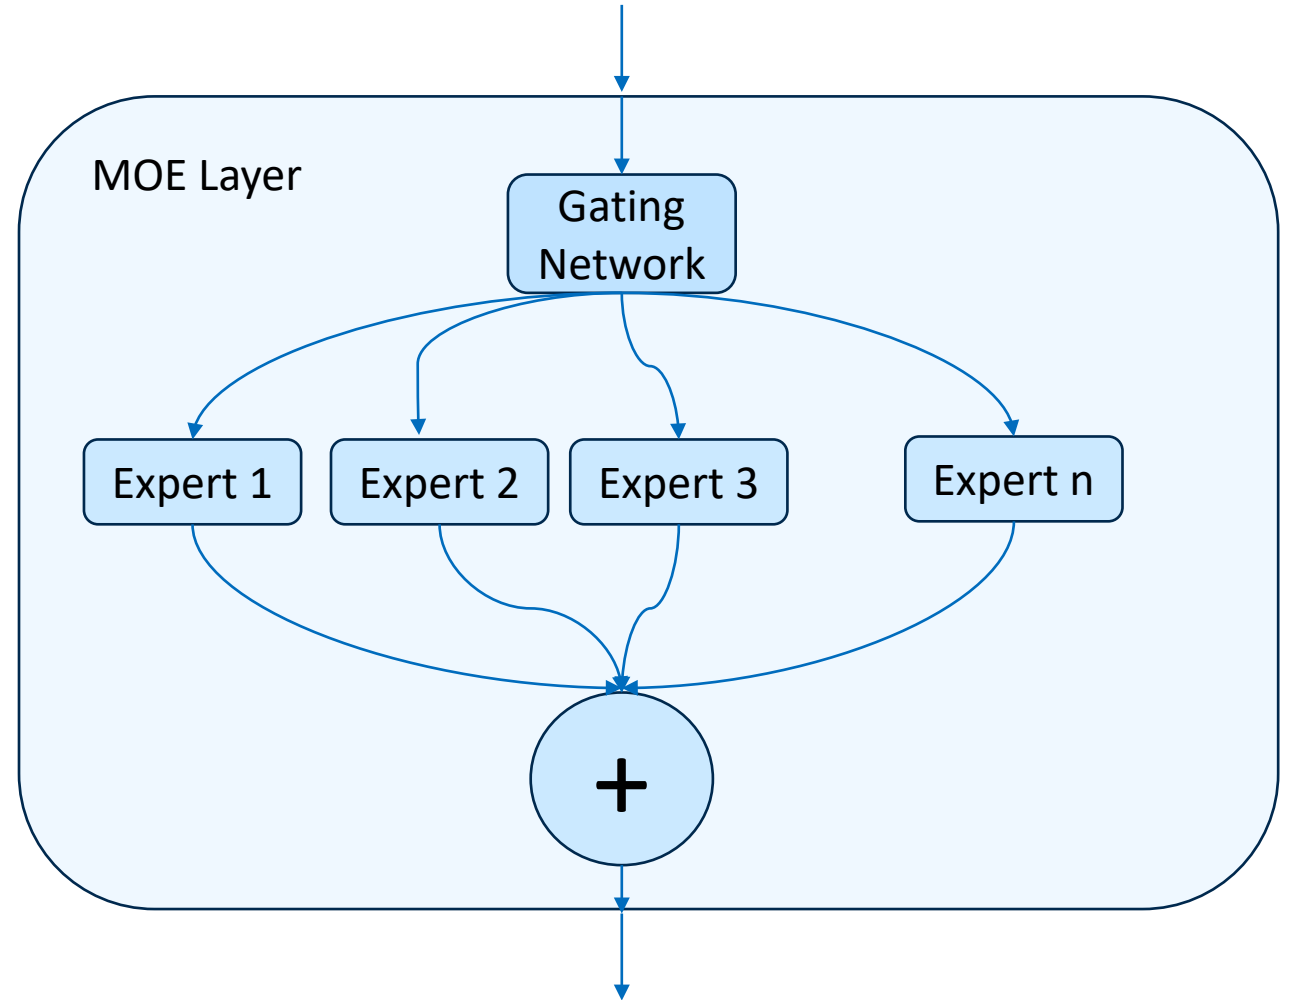 MOE Layer
Gating
Network
Expert 1
Expert 2
Expert 3
Expert n
+